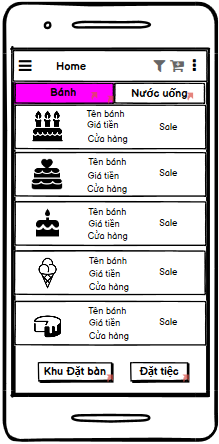 Home
Bánh
Nước uống
Tên bánh
Giá tiền
Cửa hàng
Sale
Tên bánh
Giá tiền
Cửa hàng
Sale
Tên bánh
Giá tiền
Cửa hàng
Sale
Tên bánh
Giá tiền
Cửa hàng
Sale
Tên bánh
Giá tiền
Cửa hàng
Sale
Khu Đặt bàn
Đặt tiệc